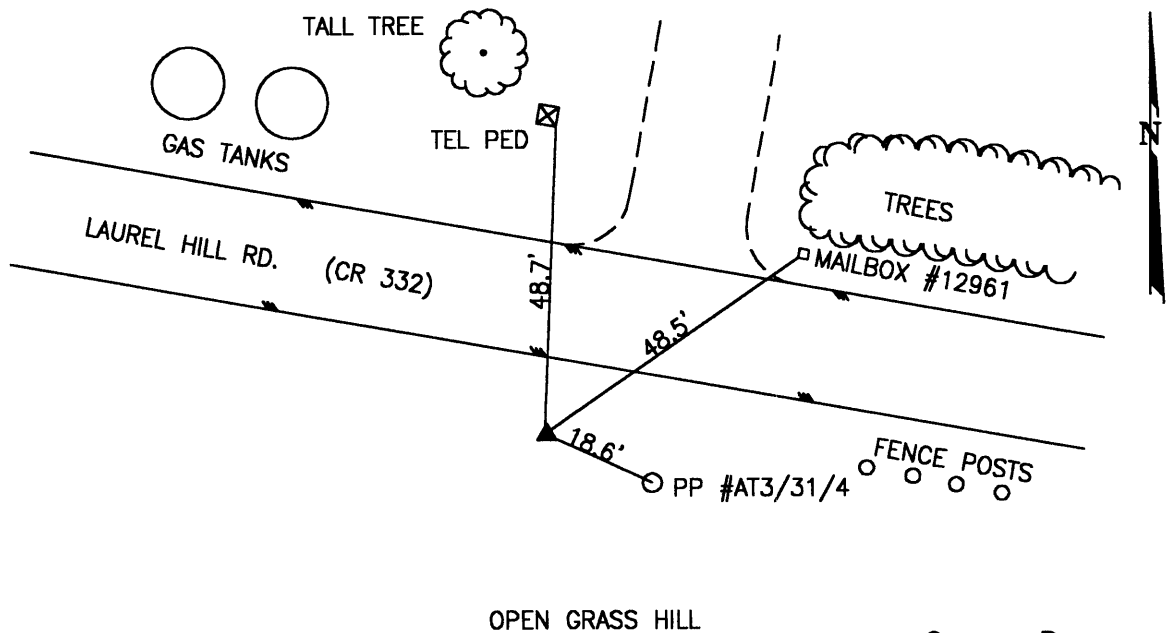 TALL TREE
TEL PED
GAS TANKS
N
TREES
LAUREL HILL RD. (CR 332)
MAILBOX #12961
48.7'
48.5'
18.6'
FENCE POSTS
PP #AT3/31/4
OPEN GRASS HILL